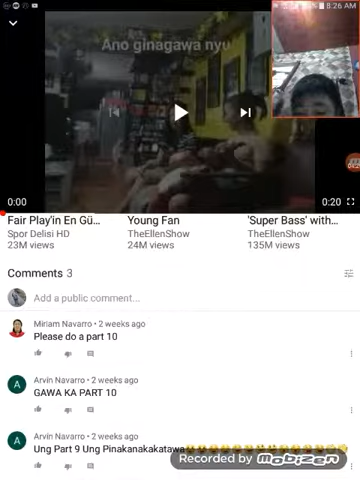 8:26 AM
Ano ginagawa nyu
0:00
0:20
Fair Play'in En Gü...
Young Fan
'Super Bass' with...
Spor Delisi HD
TheEllenShow
TheEllenShow
23M views
24M views
135M views
Comments 3
Add a public comment...
Miriam Navarro • 2 weeks ago
Please do a part 10
A
Arvin Navarro • 2 weeks ago
GAWA KA PART 10
A
Arvin Navarro • 2 weeks ago
Ung Part 9 Ung Pinakanakakatawa
Recorded by mobizen